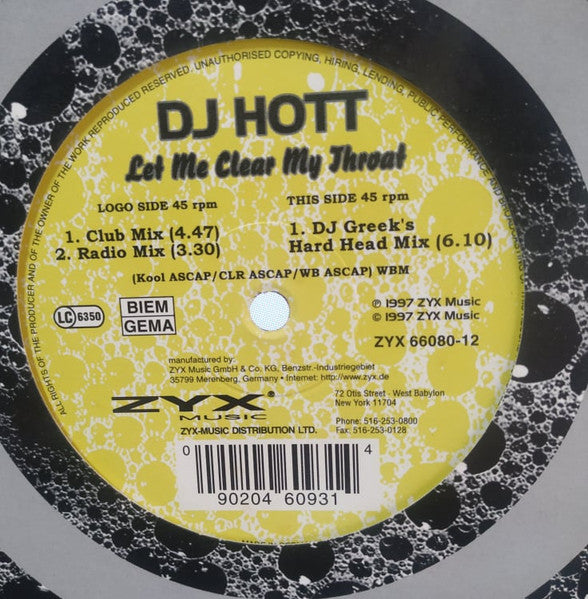 ALL RIGHTS OF THE PRODUCER AND OF THE OWNER OF THE WORK REPRODUCED RESERVED. UNAUTHORISED COPYING, HIRING, LENDING, PUBLIC PERFORMANCE AND
DJ HOTT
Let Me Clear My Throat
LOGO SIDE 45 rpm
1. Club Mix (4.47)
2. Radio Mix (3.30)
THIS SIDE 45 rpm
1. DJ Greek's
Hard Head Mix (6.10)
(Kool ASCAP/CLR ASCAP/WB ASCAP) WBM
LC 6350
BIEM
GEMA
℗ 1997 ZYX Music
© 1997 ZYX Music
ZYX 66080-12
manufactured by:
ZYX Music GmbH & Co. KG, Benzstr.-Industriegebiet
35799 Merenberg, Germany • Internet: http://www.zyx.de
ZYX®
MUSIC
ZYX-MUSIC DISTRIBUTION LTD.
72 Otis Street - West Babylon
New York 11704
Phone: 516-253-0800
Fax: 516-253-0128
0 90204 60931 4